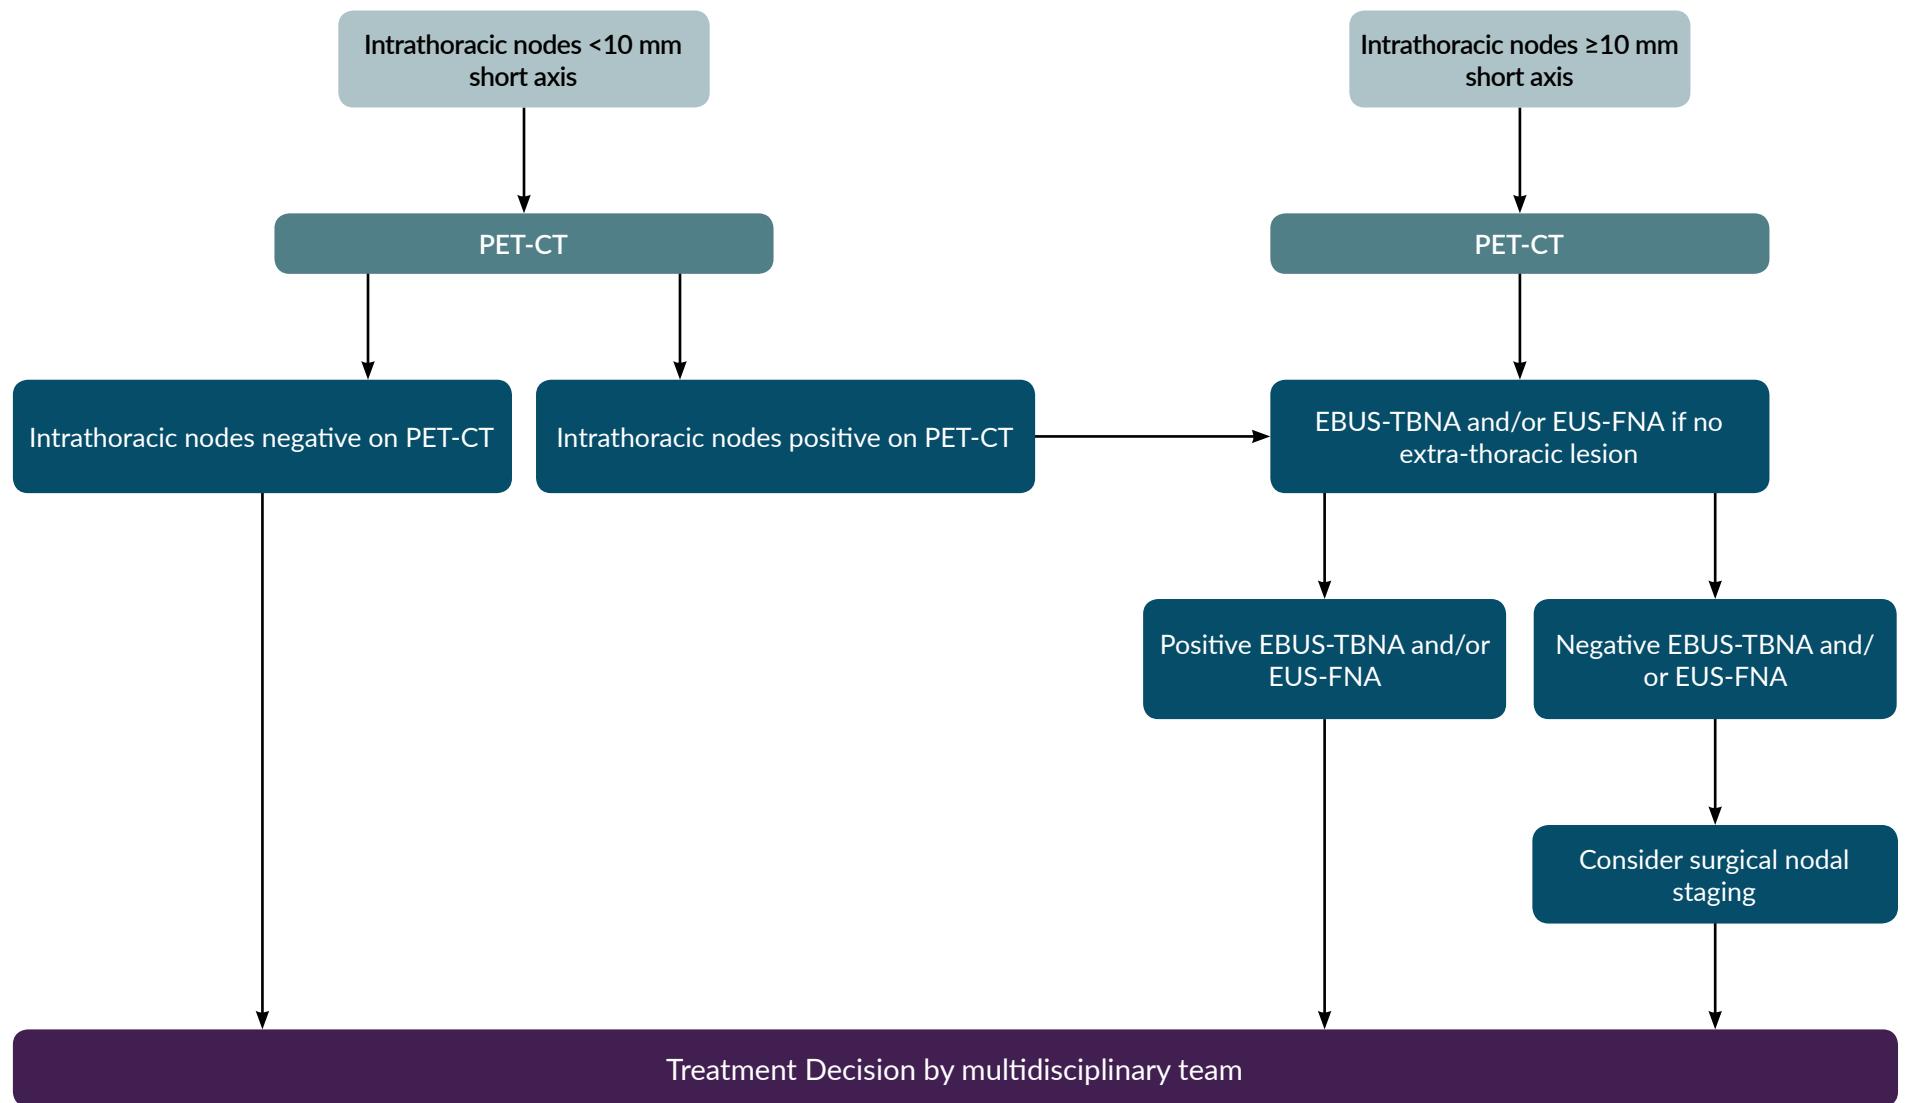 Intrathoracic nodes <10 mm
short axis
Intrathoracic nodes ≥10 mm
short axis
PET-CT
PET-CT
Intrathoracic nodes negative on PET-CT
Intrathoracic nodes positive on PET-CT
EBUS-TBNA and/or EUS-FNA if no
extra-thoracic lesion
Positive EBUS-TBNA and/or
EUS-FNA
Negative EBUS-TBNA and/
or EUS-FNA
Consider surgical nodal
staging
Treatment Decision by multidisciplinary team